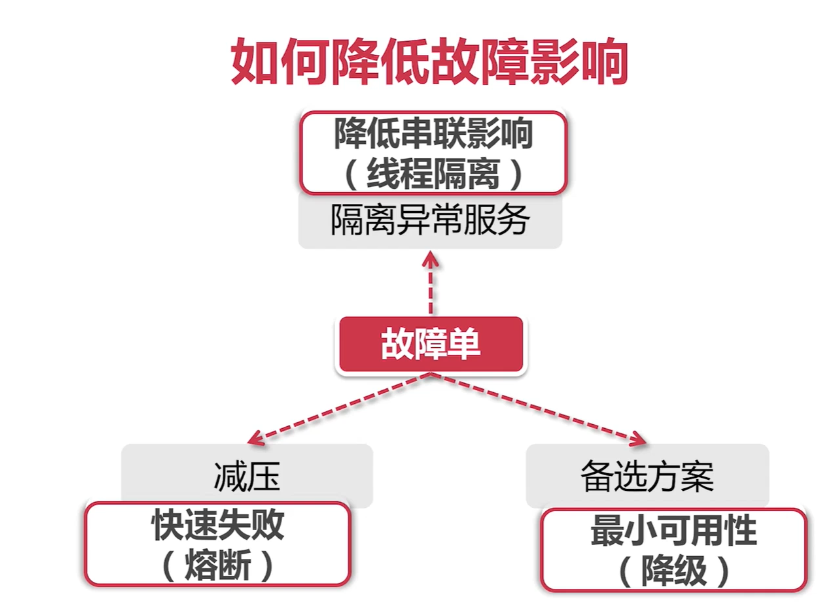 如何降低故障影响
降低串联影响
（线程隔离）
隔离异常服务
故障单
减压
快速失败
（熔断）
备选方案
最小可用性
（降级）